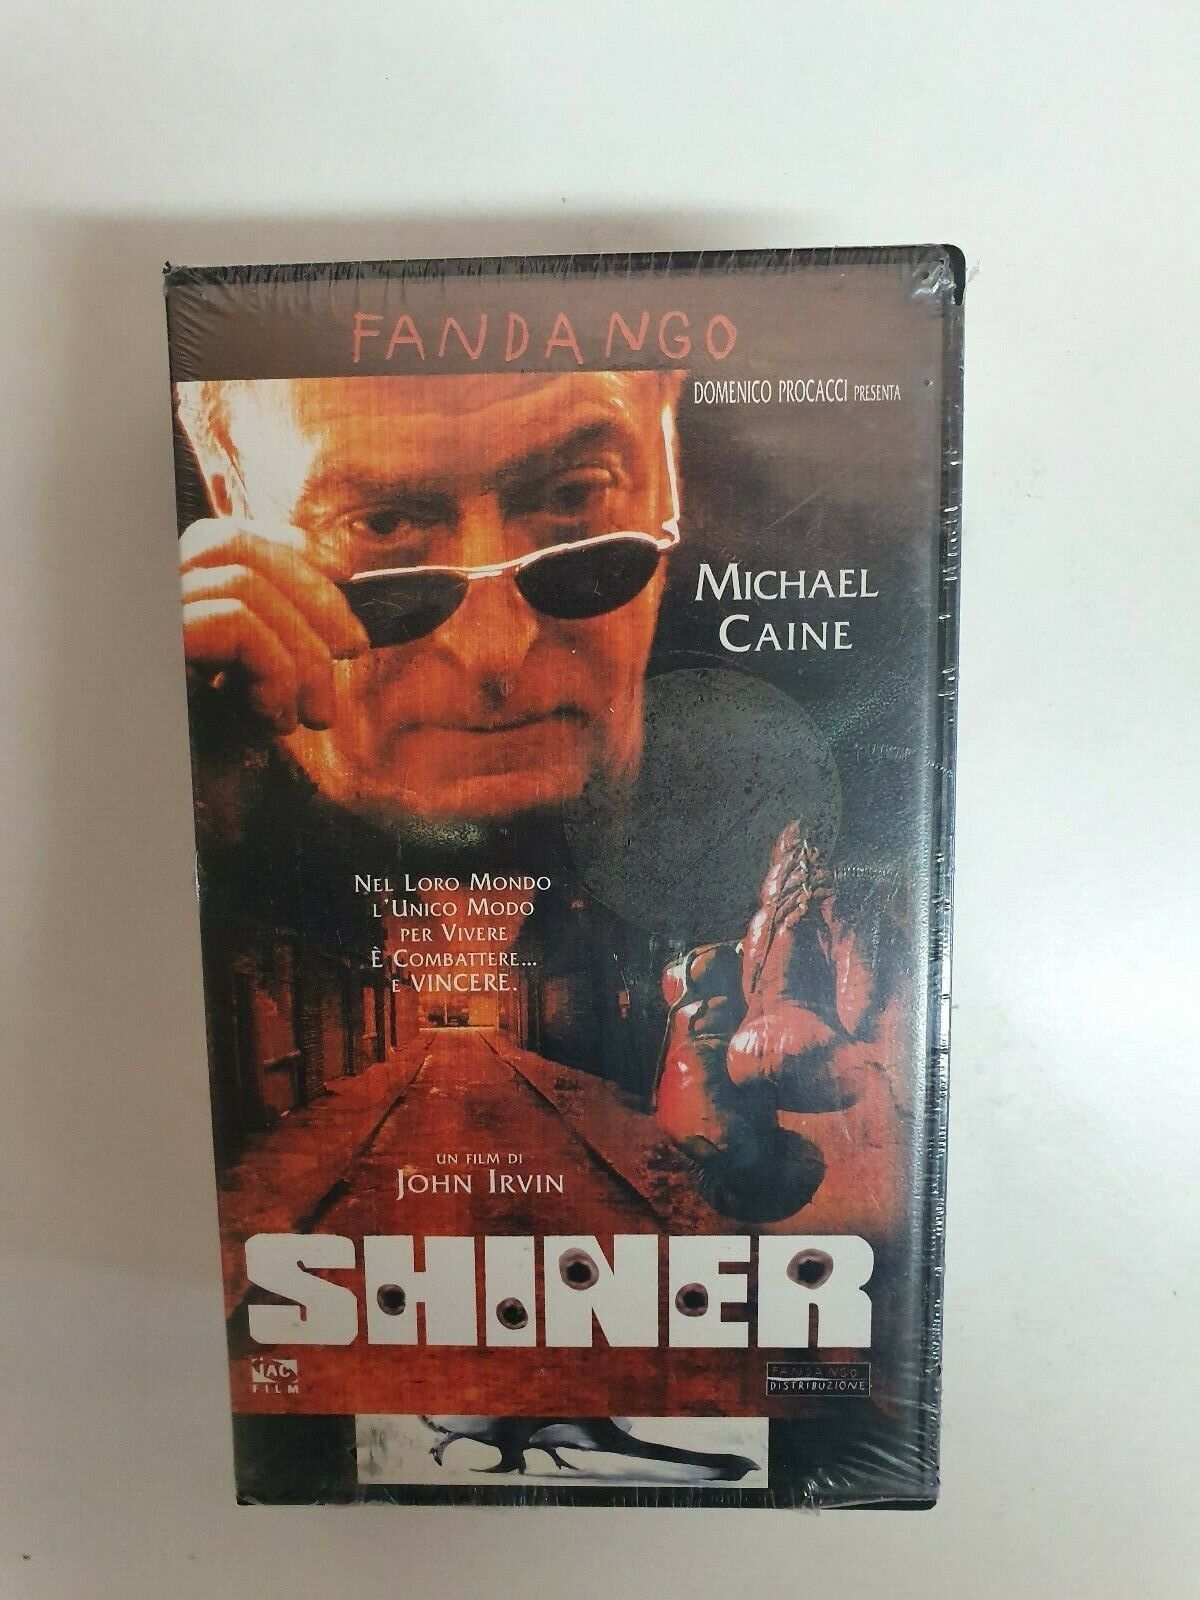 FANDANGO
DOMENICO PROCACCI PRESENTA
MICHAEL
CAINE
NEL LORO MONDO
L'UNICO MODO
PER VIVERE
È COMBATTERE...
E VINCERE.
UN FILM DI
JOHN IRVIN
SHINER
IAC
FILM
FANDANGO
DISTRIBUZIONE